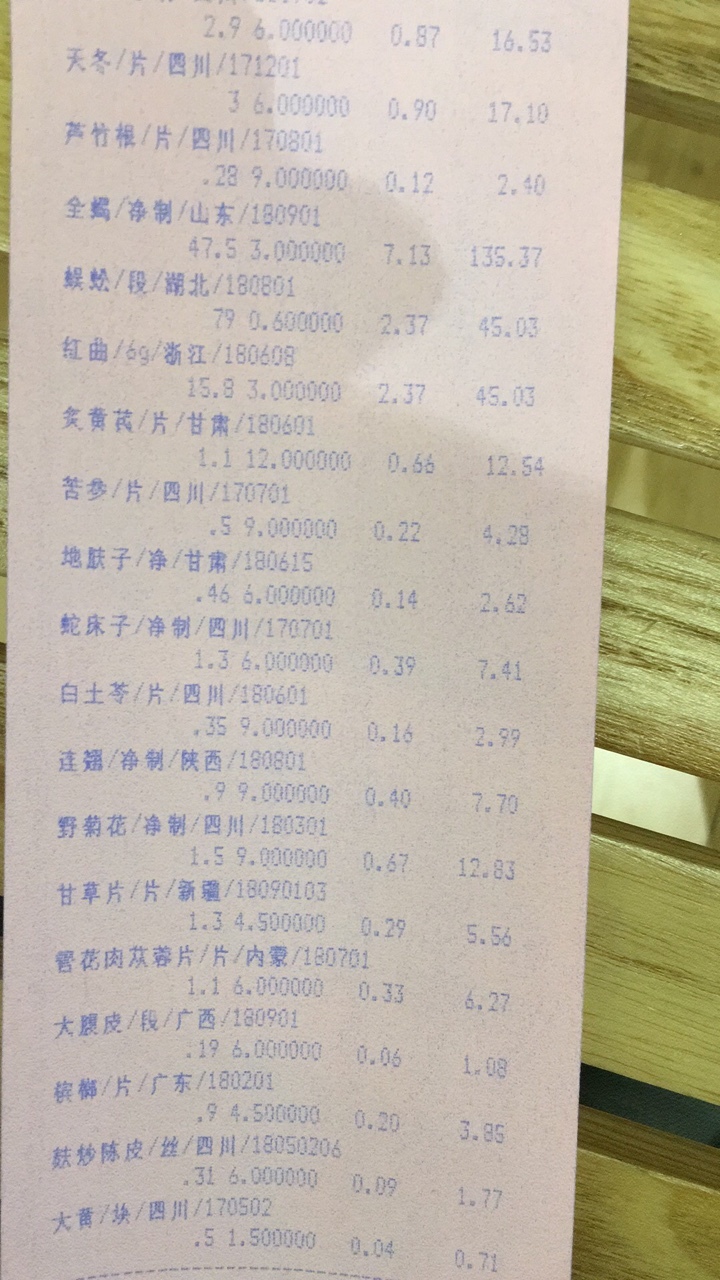 2.9 6.000000 0.87 16.53
天冬/片/四川/171201
3 6.000000 0.90 17.10
芦竹根/片/四川/170801
.28 9.000000 0.12 2.40
全蝎/净制/山东/180901
47.5 3.000000 7.13 135.37
蜈蚣/段/湖北/180801
79 0.600000 2.37 45.03
红曲/6g/浙江/180608
15.8 3.000000 2.37 45.03
炙黄芪/片/甘肃/180601
1.1 12.000000 0.66 12.54
苦参/片/四川/170701
.5 9.000000 0.22 4.28
地肤子/净/甘肃/180615
.46 6.000000 0.14 2.62
蛇床子/净制/四川/170701
1.3 6.000000 0.39 7.41
白土苓/片/四川/180601
.35 9.000000 0.16 2.99
连翘/净制/陕西/180801
.9 9.000000 0.40 7.70
野菊花/净制/四川/180301
1.5 9.000000 0.67 12.83
甘草片/片/新疆/18090103
1.3 4.500000 0.29 5.56
管花肉苁蓉片/片/内蒙/180701
1.1 6.000000 0.33 6.27
大腹皮/段/广西/180901
.19 6.000000 0.06 1.08
槟榔/片/广东/180201
.9 4.500000 0.20 3.85
麸炒陈皮/丝/四川/18050206
.31 6.000000 0.09 1.77
大黄/块/四川/170502
.5 1.500000 0.04 0.71